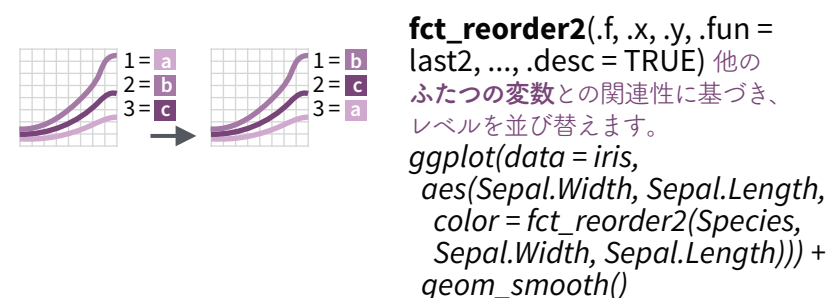 1 = a
2 = b
3 = c
1 = b
2 = c
3 = a
fct_reorder2(.f, .x, .y, .fun =
last2, ..., .desc = TRUE) 他の
ふたつの変数との関連性に基づき、
レベルを並び替えます。
ggplot(data = iris,
aes(Sepal.Width, Sepal.Length,
color = fct_reorder2(Species,
Sepal.Width, Sepal.Length))) +
geom_smooth()